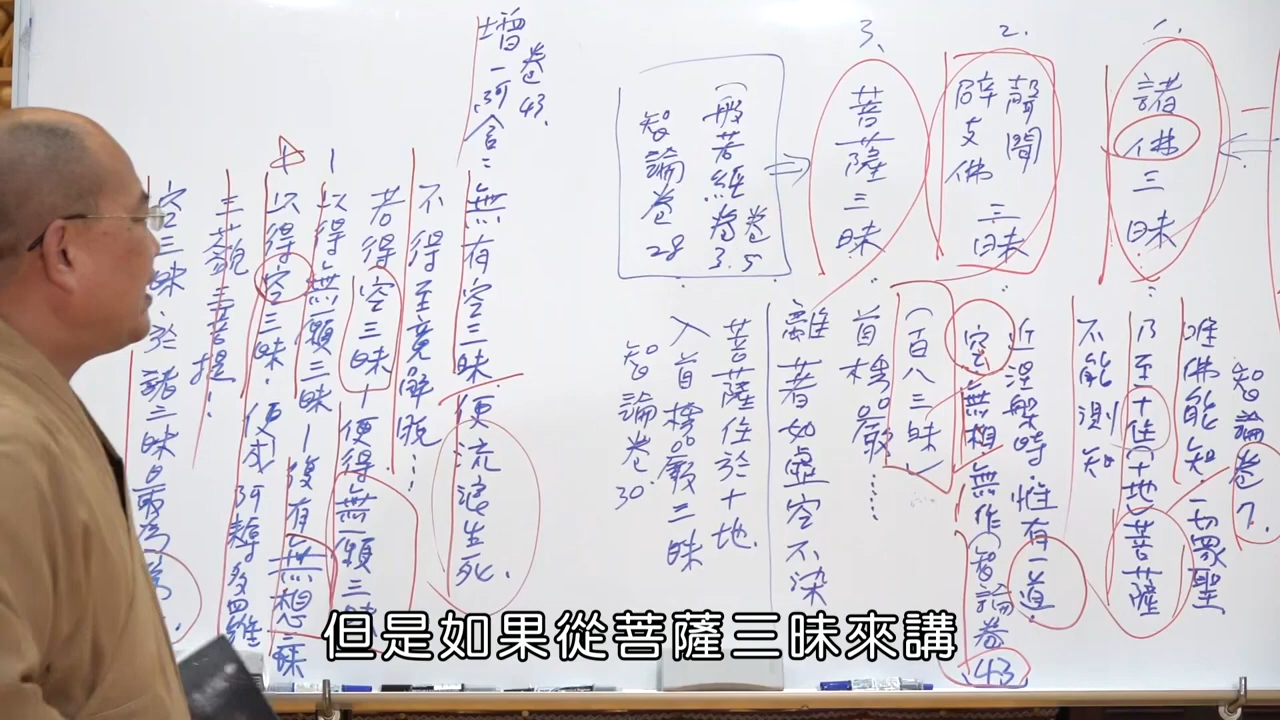 1、
諸佛三昧
：
唯佛能知．一切眾聖
乃至十住(十地)菩薩
不能測知
智論卷7．
2．
聲聞
辟支佛
三昧
近涅槃時．惟有一道．
空無相無作(智論卷43)
3、
菩薩三昧
：
(百八三昧)
首楞嚴……
離著如虛空不染
(般若經卷3.5
智論卷28
菩薩住於十地．
入首楞嚴三昧
智論卷30．
增一阿含：
卷43．
無有空三昧．便流浪生死．
不得至竟解脫…
若得空三昧，便得無願三昧
以得無願三昧，復有無想三昧
以得空三昧．便成阿耨多羅
三藐三菩提！
空三昧於諸三昧最為
但是如果從菩薩三昧來講